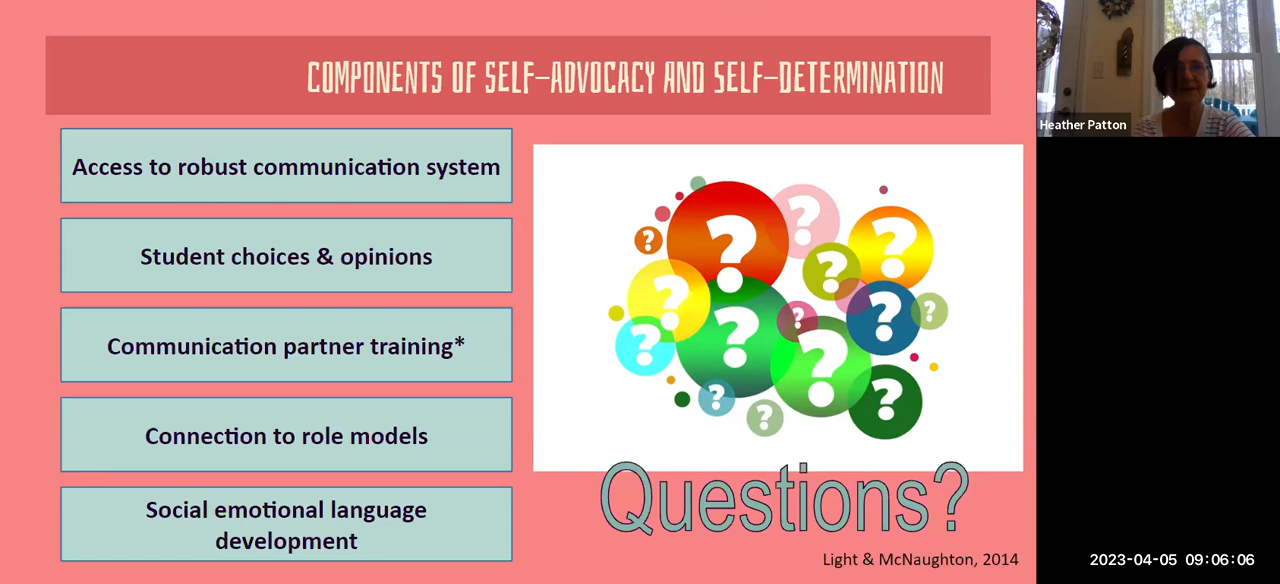 COMPONENTS OF SELF-ADVOCACY AND SELF-DETERMINATION
Access to robust communication system
Student choices & opinions
Communication partner training*
Connection to role models
Social emotional language
development
? ? ? ? ? ? ? ? ? ? ? ? ? ?
Questions?
Light & McNaughton, 2014
Heather Patton
2023-04-05 09:06:06